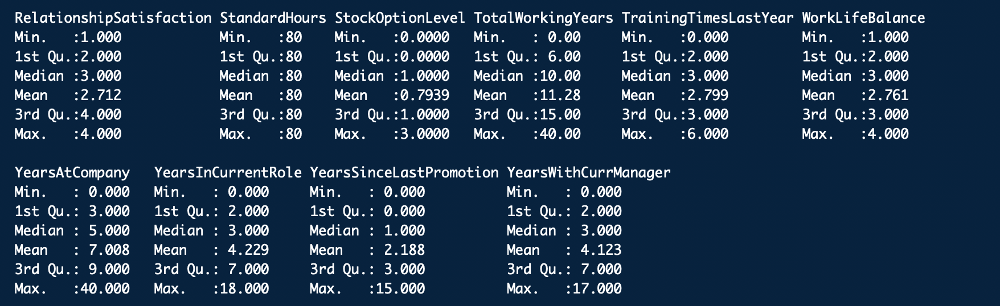 RelationshipSatisfaction StandardHours StockOptionLevel TotalWorkingYears TrainingTimesLastYear WorkLifeBalance
Min.   :1.000            Min.   :80    Min.   :0.0000   Min.   : 0.00     Min.   :0.000         Min.   :1.000
1st Qu.:2.000            1st Qu.:80    1st Qu.:0.0000   1st Qu.: 6.00     1st Qu.:2.000         1st Qu.:2.000
Median :3.000            Median :80    Median :1.0000   Median :10.00     Median :3.000         Median :3.000
Mean   :2.712            Mean   :80    Mean   :0.7939   Mean   :11.28     Mean   :2.799         Mean   :2.761
3rd Qu.:4.000            3rd Qu.:80    3rd Qu.:1.0000   3rd Qu.:15.00     3rd Qu.:3.000         3rd Qu.:3.000
Max.   :4.000            Max.   :80    Max.   :3.0000   Max.   :40.00     Max.   :6.000         Max.   :4.000

YearsAtCompany   YearsInCurrentRole YearsSinceLastPromotion YearsWithCurrManager
Min.   : 0.000   Min.   : 0.000     Min.   : 0.000          Min.   : 0.000
1st Qu.: 3.000   1st Qu.: 2.000     1st Qu.: 0.000          1st Qu.: 2.000
Median : 5.000   Median : 3.000     Median : 1.000          Median : 3.000
Mean   : 7.008   Mean   : 4.229     Mean   : 2.188          Mean   : 4.123
3rd Qu.: 9.000   3rd Qu.: 7.000     3rd Qu.: 3.000          3rd Qu.: 7.000
Max.   :40.000   Max.   :18.000     Max.   :15.000          Max.   :17.000